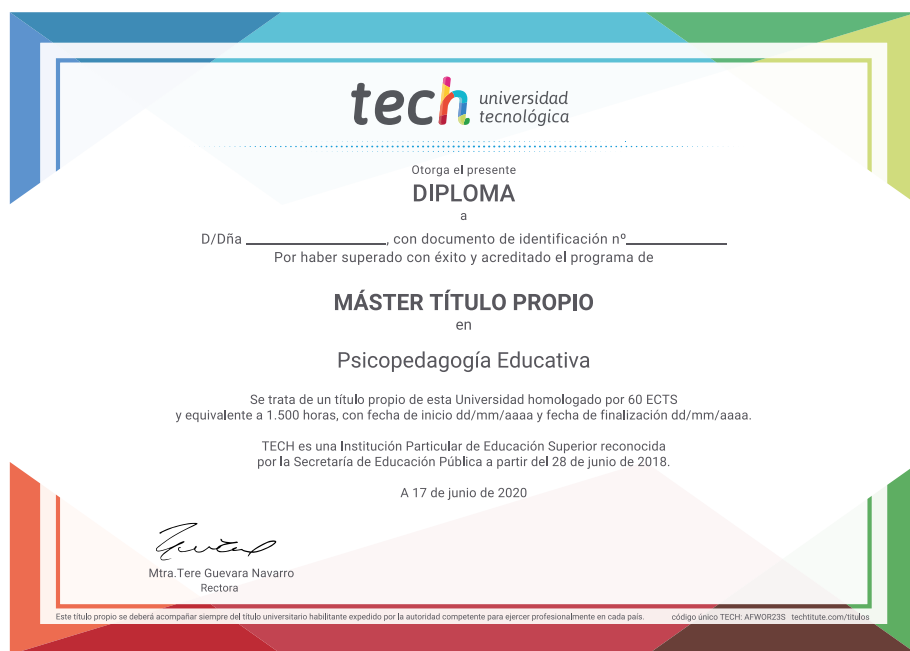 tech universidad
tecnológica
Otorga el presente
DIPLOMA
a
D/Dña ________________, con documento de identificación nº____________
Por haber superado con éxito y acreditado el programa de
MÁSTER TÍTULO PROPIO
en
Psicopedagogía Educativa
Se trata de un título propio de esta Universidad homologado por 60 ECTS
y equivalente a 1.500 horas, con fecha de inicio dd/mm/aaaa y fecha de finalización dd/mm/aaaa.
TECH es una Institución Particular de Educación Superior reconocida
por la Secretaría de Educación Pública a partir del 28 de junio de 2018.
A 17 de junio de 2020
Mtra.Tere Guevara Navarro
Rectora
Este título propio se deberá acompañar siempre del título universitario habilitante expedido por la autoridad competente para ejercer profesionalmente en cada país. código único TECH: AFWOR23S techtitute.com/titulos